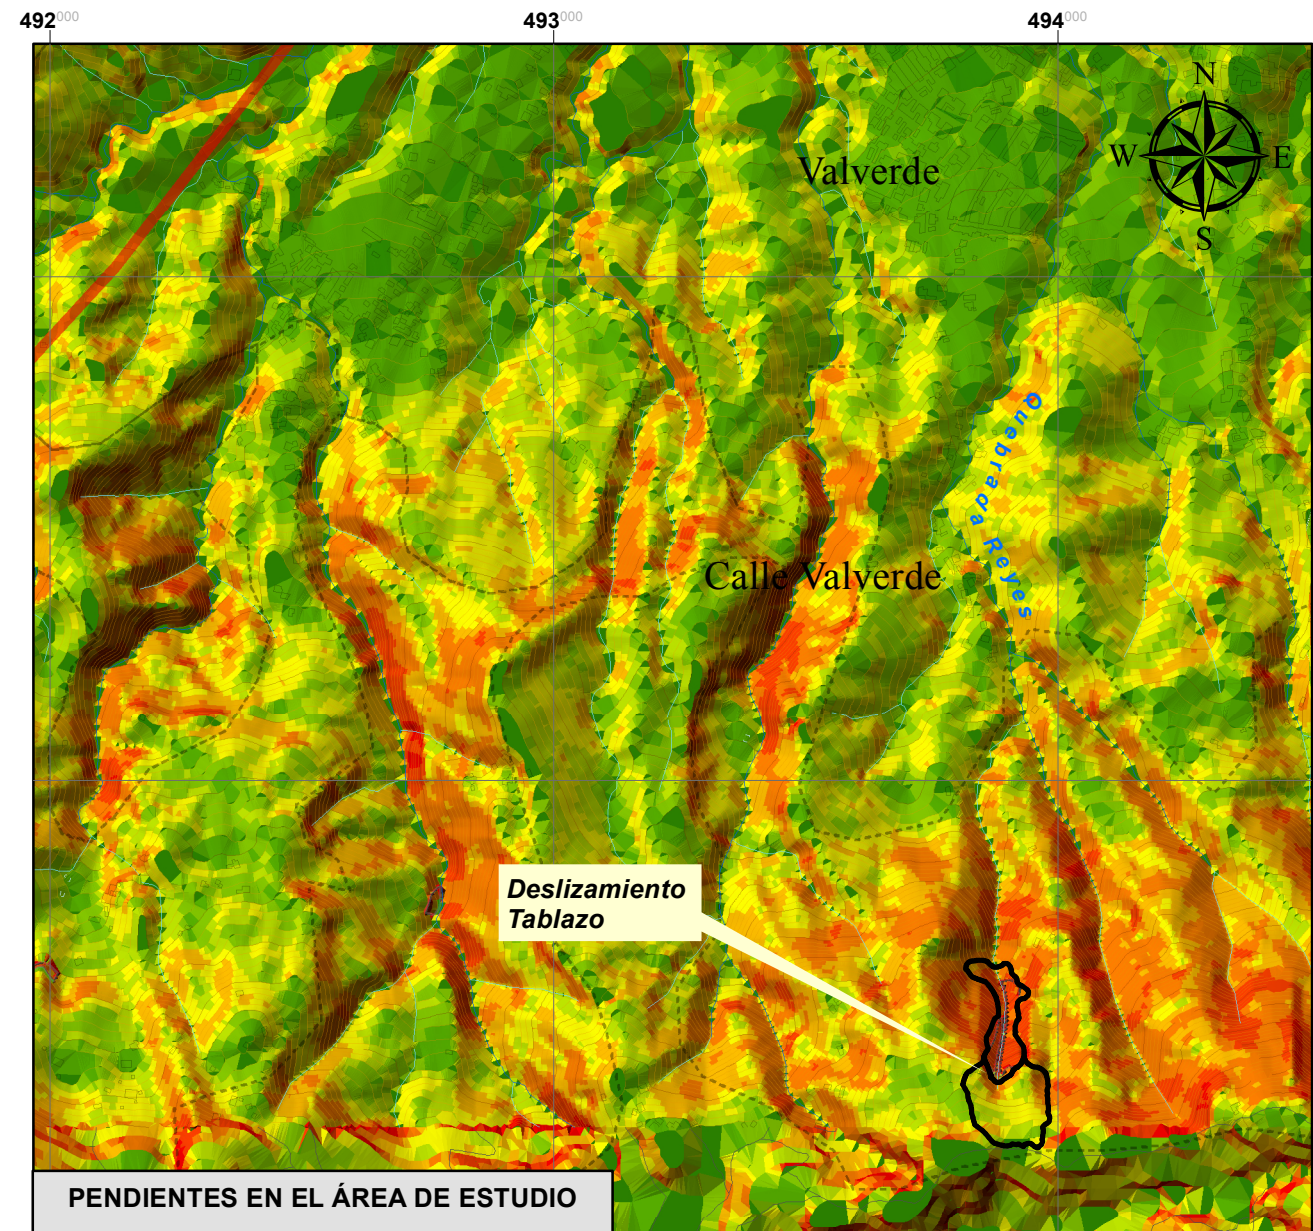 492000
493000
494000
N
W
E
S
Valverde
Quebrada Reyes
Calle Valverde
Deslizamiento
Tablazo
PENDIENTES EN EL ÁREA DE ESTUDIO